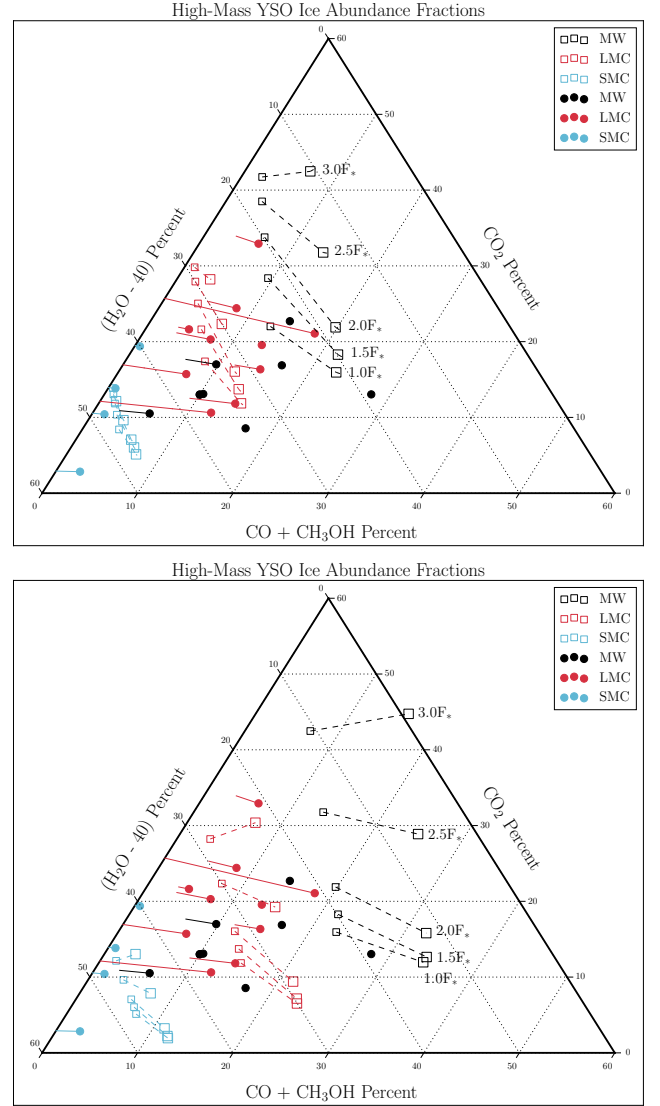 High-Mass YSO Ice Abundance Fractions
MW
LMC
SMC
MW
LMC
SMC
0
60
10
50
3.0F*
20
40
2.5F*
(H2O - 40) Percent
CO2 Percent
30
30
2.0F*
1.5F*
1.0F*
40
20
50
10
60
0
0
10
20
30
40
50
60
CO + CH3OH Percent
High-Mass YSO Ice Abundance Fractions
MW
LMC
SMC
MW
LMC
SMC
0
60
10
50
3.0F*
20
40
2.5F*
(H2O - 40) Percent
CO2 Percent
30
30
40
20
2.0F*
1.5F*
1.0F*
50
10
60
0
0
10
20
30
40
50
60
CO + CH3OH Percent